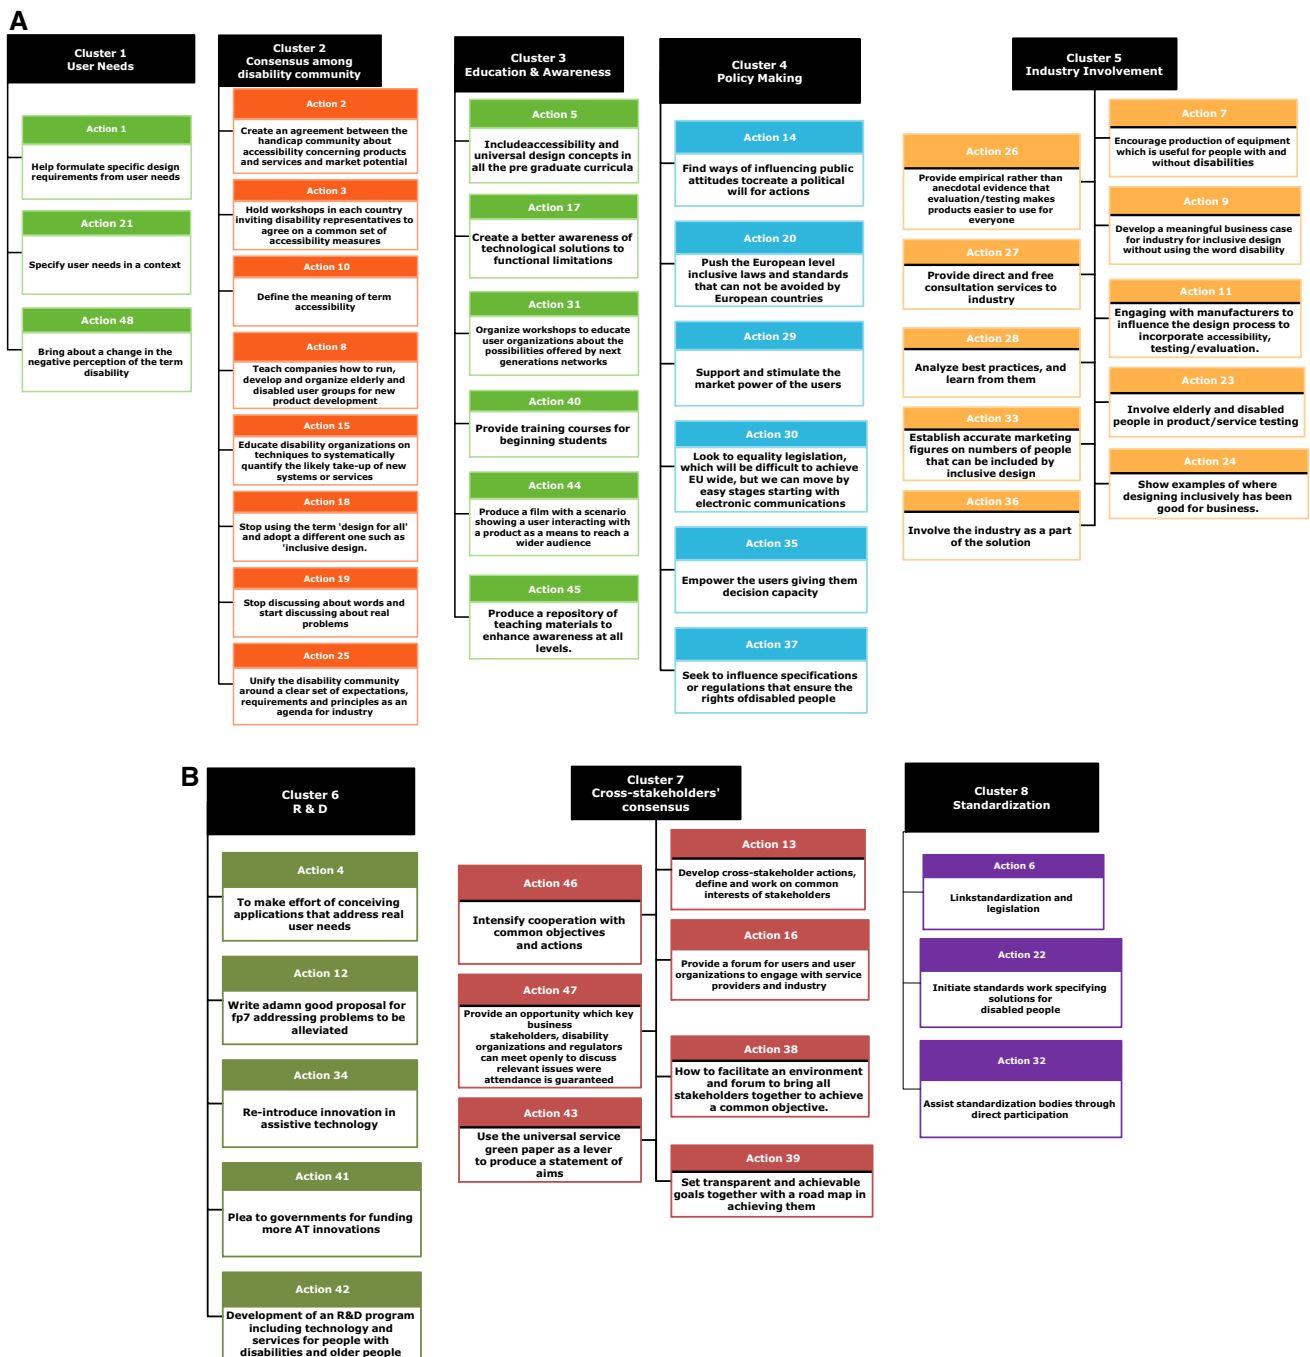 A
Cluster 1
User Needs
Action 1
Help formulate specific design
requirements from user needs
Action 21
Specify user needs in a context
Action 48
Bring about a change in the
negative perception of the term
disability
Cluster 2
Consensus among
disability community
Action 2
Create an agreement between the
handicap community about
accessibility concerning products
and services and market potential
Action 3
Hold workshops in each country
inviting disability representatives to
agree on a common set of
accessibility measures
Action 10
Define the meaning of term
accessibility
Action 8
Teach companies how to run,
develop and organize elderly and
disabled user groups for new
product development
Action 15
Educate disability organizations on
techniques to systematically
quantify the likely take-up of new
systems or services
Action 18
Stop using the term 'design for all'
and adopt a different one such as
'inclusive design.
Action 19
Stop discussing about words and
start discussing about real
problems
Action 25
Unify the disability community
around a clear set of expectations,
requirements and principles as an
agenda for industry
Cluster 3
Education & Awareness
Action 5
Includeaccessibility and
universal design concepts in
all the pre graduate curricula
Action 17
Create a better awareness of
technological solutions to
functional limitations
Action 31
Organize workshops to educate
user organizations about the
possibilities offered by next
generations networks
Action 40
Provide training courses for
beginning students
Action 44
Produce a film with a scenario
showing a user interacting with
a product as a means to reach a
wider audience
Action 45
Produce a repository of
teaching materials to
enhance awareness at all
levels.
Cluster 4
Policy Making
Action 14
Find ways of influencing public
attitudes tocreate a political
will for actions
Action 20
Push the European level
inclusive laws and standards
that can not be avoided by
European countries
Action 29
Support and stimulate the
market power of the users
Action 30
Look to equality legislation,
which will be difficult to achieve
EU wide, but we can move by
easy stages starting with
electronic communications
Action 35
Empower the users giving them
decision capacity
Action 37
Seek to influence specifications
or regulations that ensure the
rights ofdisabled people
Cluster 5
Industry Involvement
Action 26
Provide empirical rather than
anecdotal evidence that
evaluation/testing makes
products easier to use for
everyone
Action 27
Provide direct and free
consultation services to
industry
Action 28
Analyze best practices, and
learn from them
Action 33
Establish accurate marketing
figures on numbers of people
that can be included by
inclusive design
Action 36
Involve the industry as a part
of the solution
Action 7
Encourage production of equipment
which is useful for people with and
without disabilities
Action 9
Develop a meaningful business case
for industry for inclusive design
without using the word disability
Action 11
Engaging with manufacturers to
influence the design process to
incorporate accessibility,
testing/evaluation.
Action 23
Involve elderly and disabled
people in product/service testing
Action 24
Show examples of where
designing inclusively has been
good for business.
B
Cluster 6
R & D
Action 4
To make effort of conceiving
applications that address real
user needs
Action 12
Write adamn good proposal for
fp7 addressing problems to be
alleviated
Action 34
Re-introduce innovation in
assistive technology
Action 41
Plea to governments for funding
more AT innovations
Action 42
Development of an R&D program
including technology and
services for people with
disabilities and older people
Cluster 7
Cross-stakeholders'
consensus
Action 46
Intensify cooperation with
common objectives
and actions
Action 47
Provide an opportunity which key
business
stakeholders, disability
organizations and regulators
can meet openly to discuss
relevant issues were
attendance is guaranteed
Action 43
Use the universal service
green paper as a lever
to produce a statement of
aims
Action 13
Develop cross-stakeholder actions,
define and work on common
interests of stakeholders
Action 16
Provide a forum for users and user
organizations to engage with service
providers and industry
Action 38
How to facilitate an environment
and forum to bring all
stakeholders together to achieve
a common objective.
Action 39
Set transparent and achievable
goals together with a road map in
achieving them
Cluster 8
Standardization
Action 6
Linkstandardization and
legislation
Action 22
Initiate standards work specifying
solutions for
disabled people
Action 32
Assist standardization bodies through
direct participation